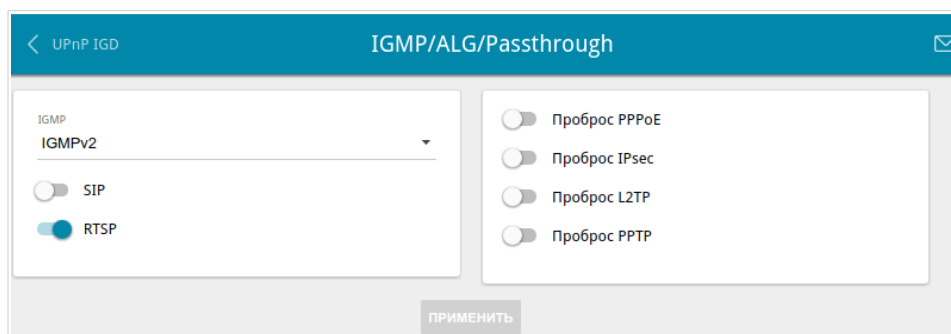 UPnP IGD
IGMP/ALG/Passthrough
IGMP
IGMPv2
SIP
RTSP
Проброс PPPoE
Проброс IPsec
Проброс L2TP
Проброс PPTP
ПРИМЕНИТЬ